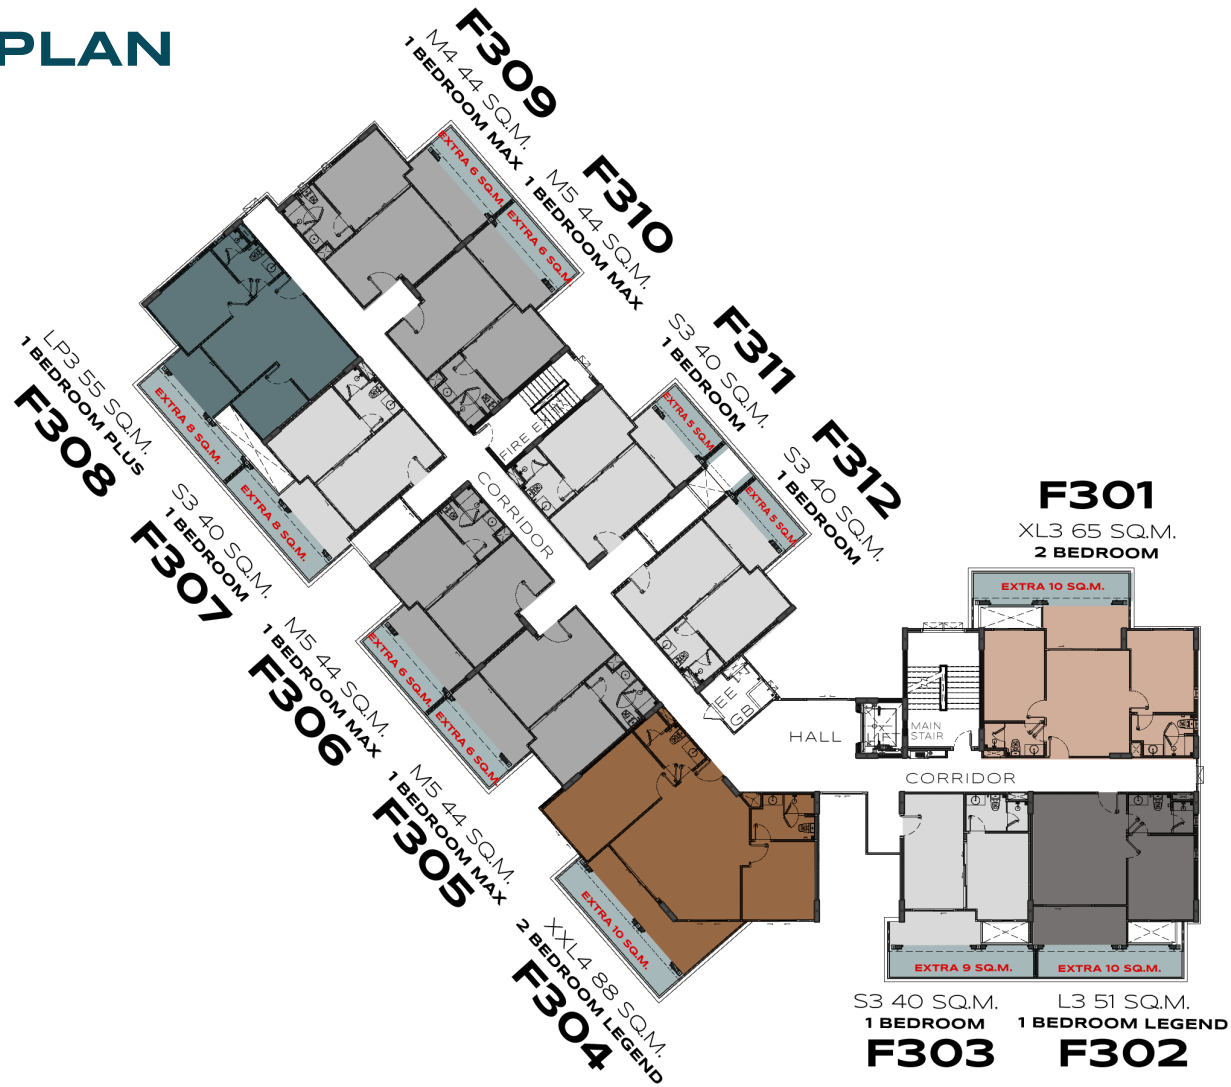 PLAN
F309
M4 44 SQ.M.
1 BEDROOM MAX
F310
M5 44 SQ.M.
1 BEDROOM MAX
F311
S3 40 SQ.M.
1 BEDROOM
F312
S3 40 SQ.M.
1 BEDROOM
F301
XL3 65 SQ.M.
2 BEDROOM
EXTRA 6 SQ.M.
EXTRA 6 SQ.M
EXTRA 5 SQ.M
EXTRA 5 SQ.M
EXTRA 10 SQ.M.
LP3 55 SQ.M.
1 BEDROOM PLUS
F308
EXTRA 8 SQ.M.
S3 40 SQ.M.
1 BEDROOM
F307
EXTRA 8 SQ.M.
FIRE E
CORRIDOR
M5 44 SQ.M.
1 BEDROOM MAX
F306
EXTRA 6 SQ.M.
M5 44 SQ.M.
1 BEDROOM MAX
F305
EXTRA 6 SQ.M
EE
GB
HALL
LIFT
MAIN
STAIR
CORRIDOR
EXTRA 10 SQ.M.
XXL4 88 SQ.M.
2 BEDROOM LEGEND
F304
EXTRA 9 SQ.M.
EXTRA 10 SQ.M.
S3 40 SQ.M.
1 BEDROOM
F303
L3 51 SQ.M.
1 BEDROOM LEGEND
F302